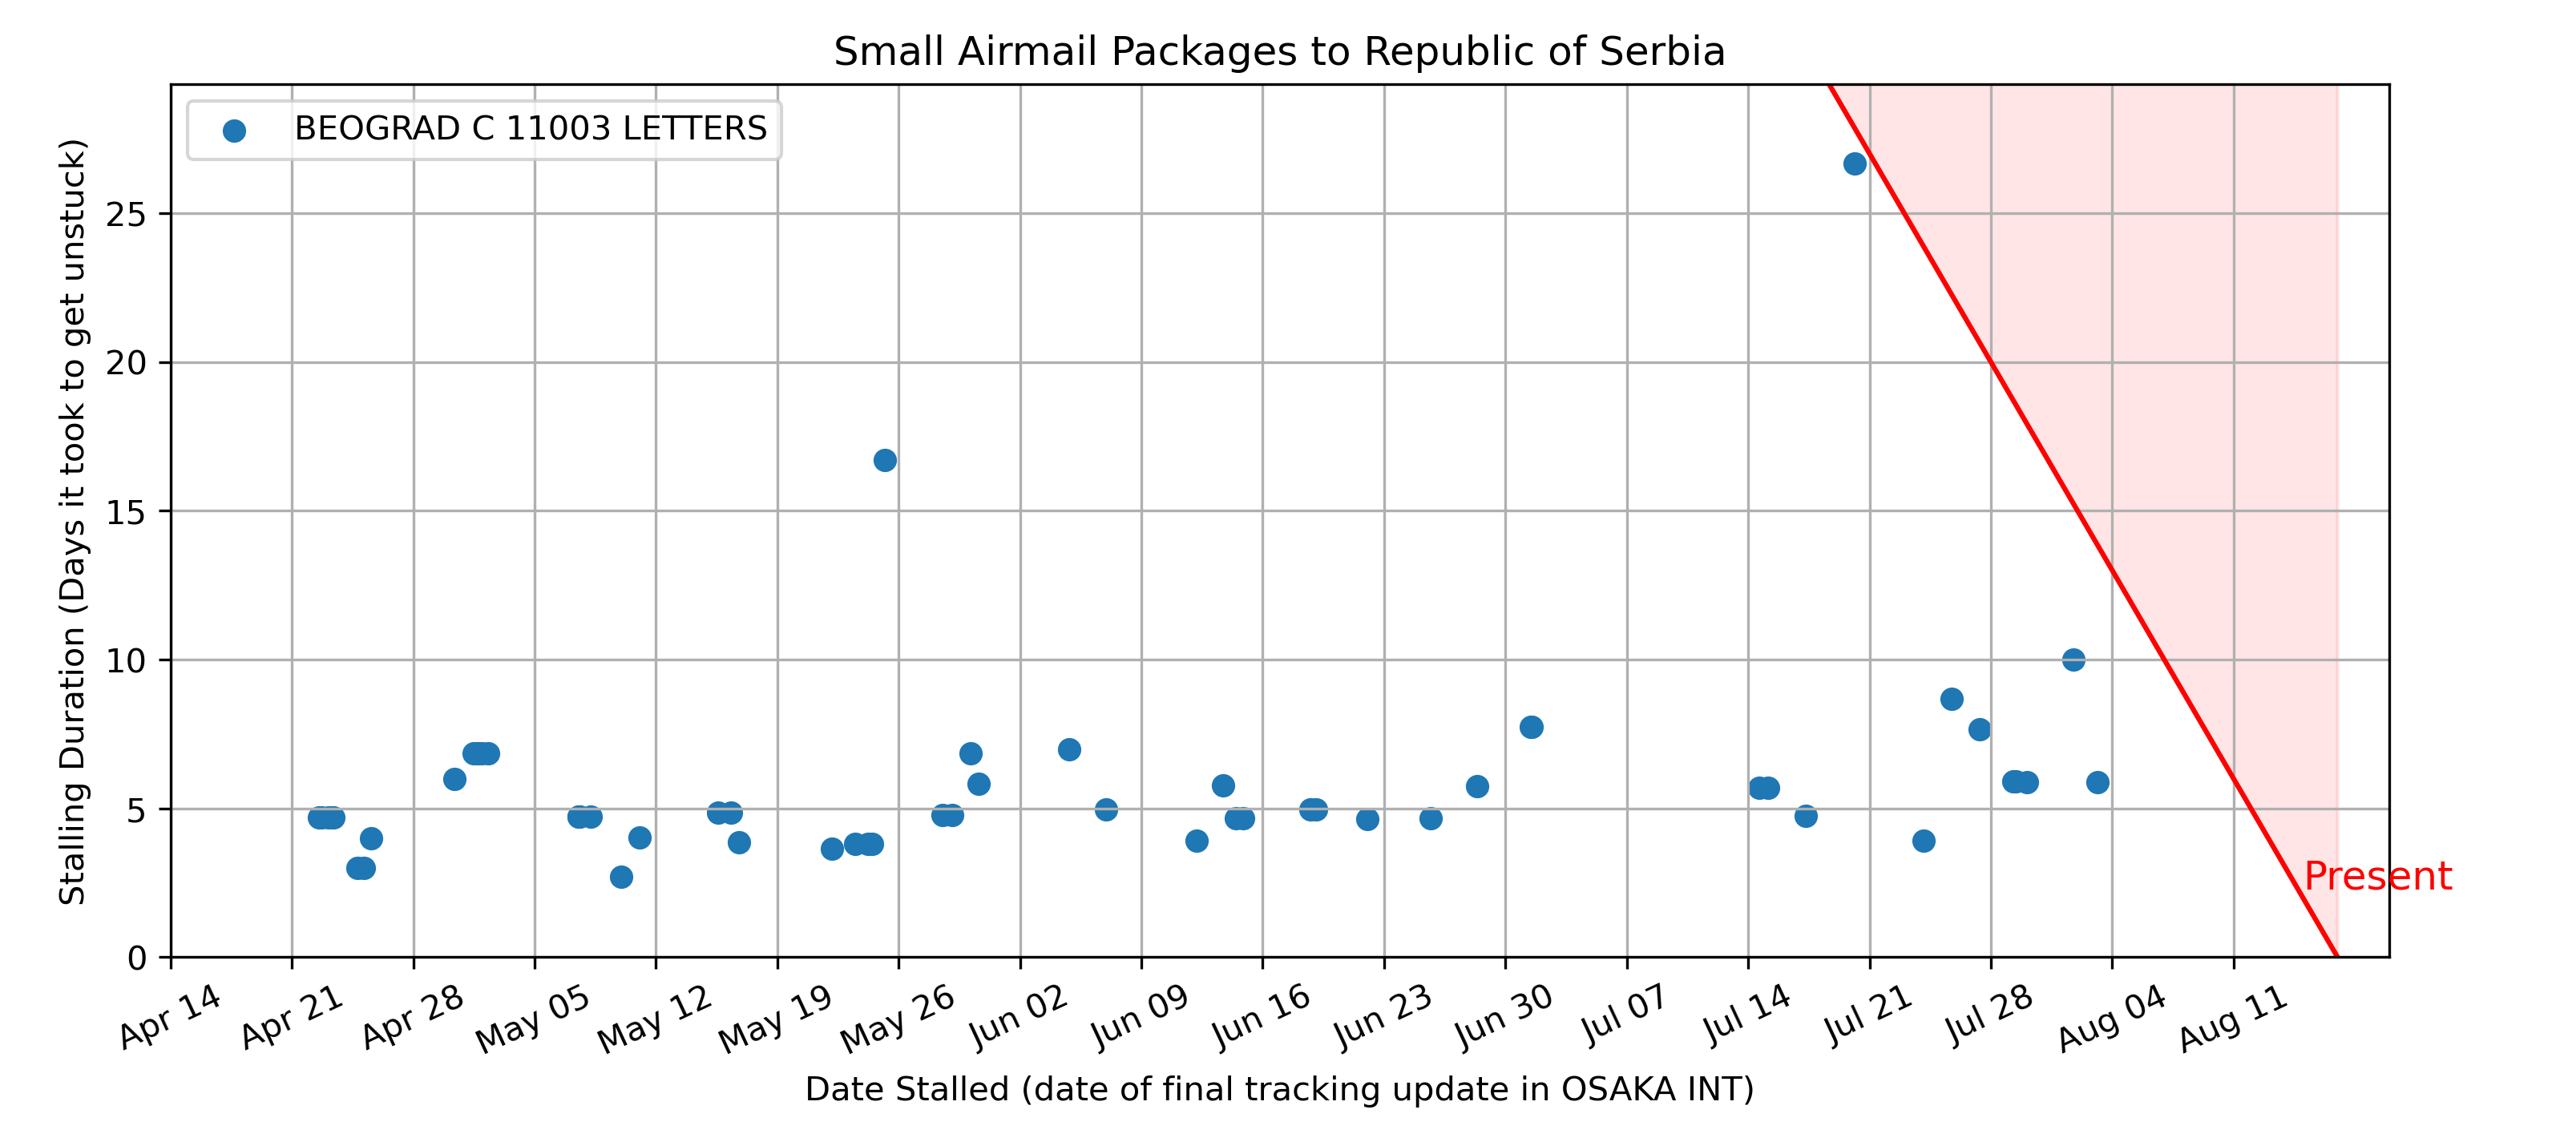 Small Airmail Packages to Republic of Serbia
BEOGRAD C 11003 LETTERS
Stalling Duration (Days it took to get unstuck)
25
20
15
10
5
0
Present
Apr 14
Apr 21
Apr 28
May 05
May 12
May 19
May 26
Jun 02
Jun 09
Jun 16
Jun 23
Jun 30
Jul 07
Jul 14
Jul 21
Jul 28
Aug 04
Aug 11
Date Stalled (date of final tracking update in OSAKA INT)